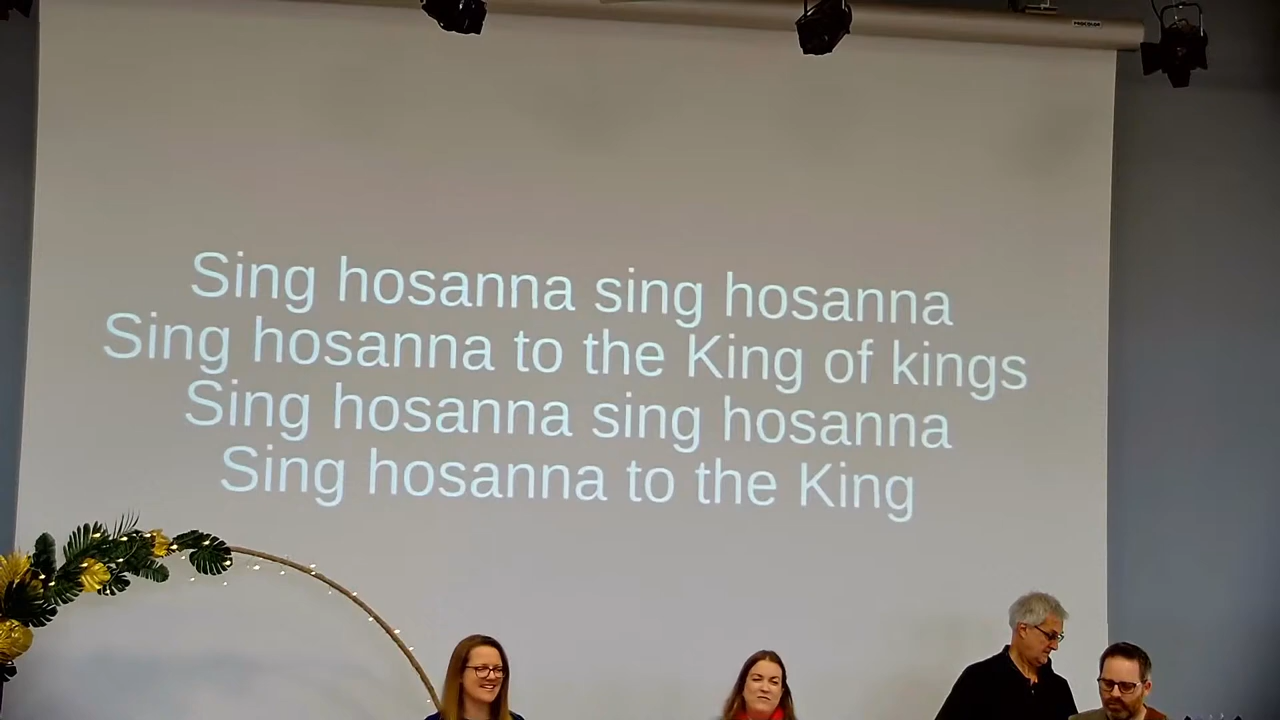 PROCOLOR
Sing hosanna sing hosanna
Sing hosanna to the King of kings
Sing hosanna sing hosanna
Sing hosanna to the King